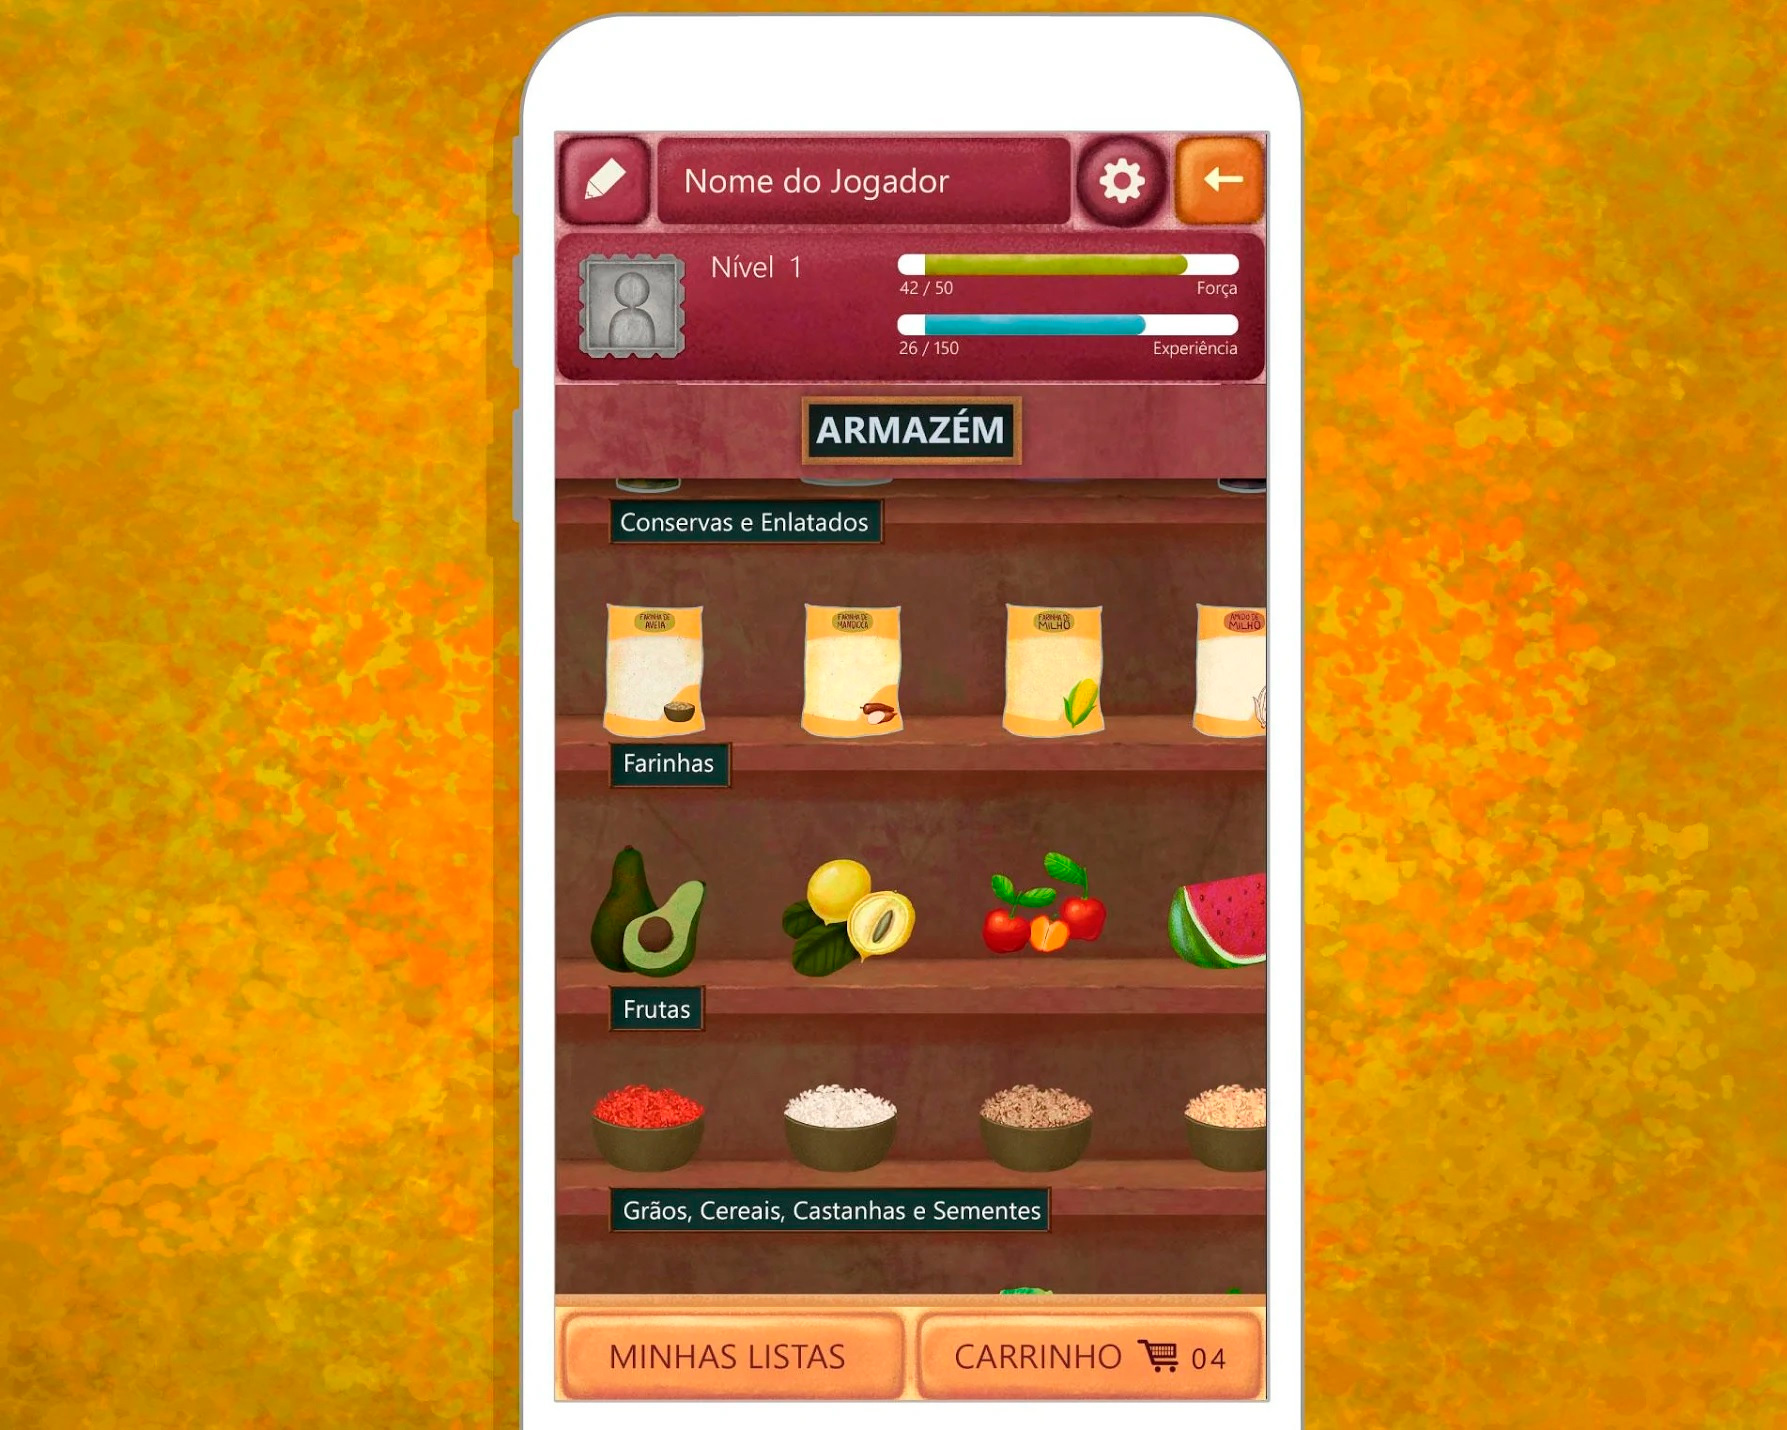 Nome do Jogador
Nível 1
42 / 50
Força
26 / 150
Experiência
ARMAZÉM
Conservas e Enlatados
FARINHA DE
AVEIA
FARINHA DE
MANDIOCA
FARINHA DE
MILHO
AMIDO DE
MILHO
Farinhas
Frutas
Grãos, Cereais, Castanhas e Sementes
MINHAS LISTAS
CARRINHO 04